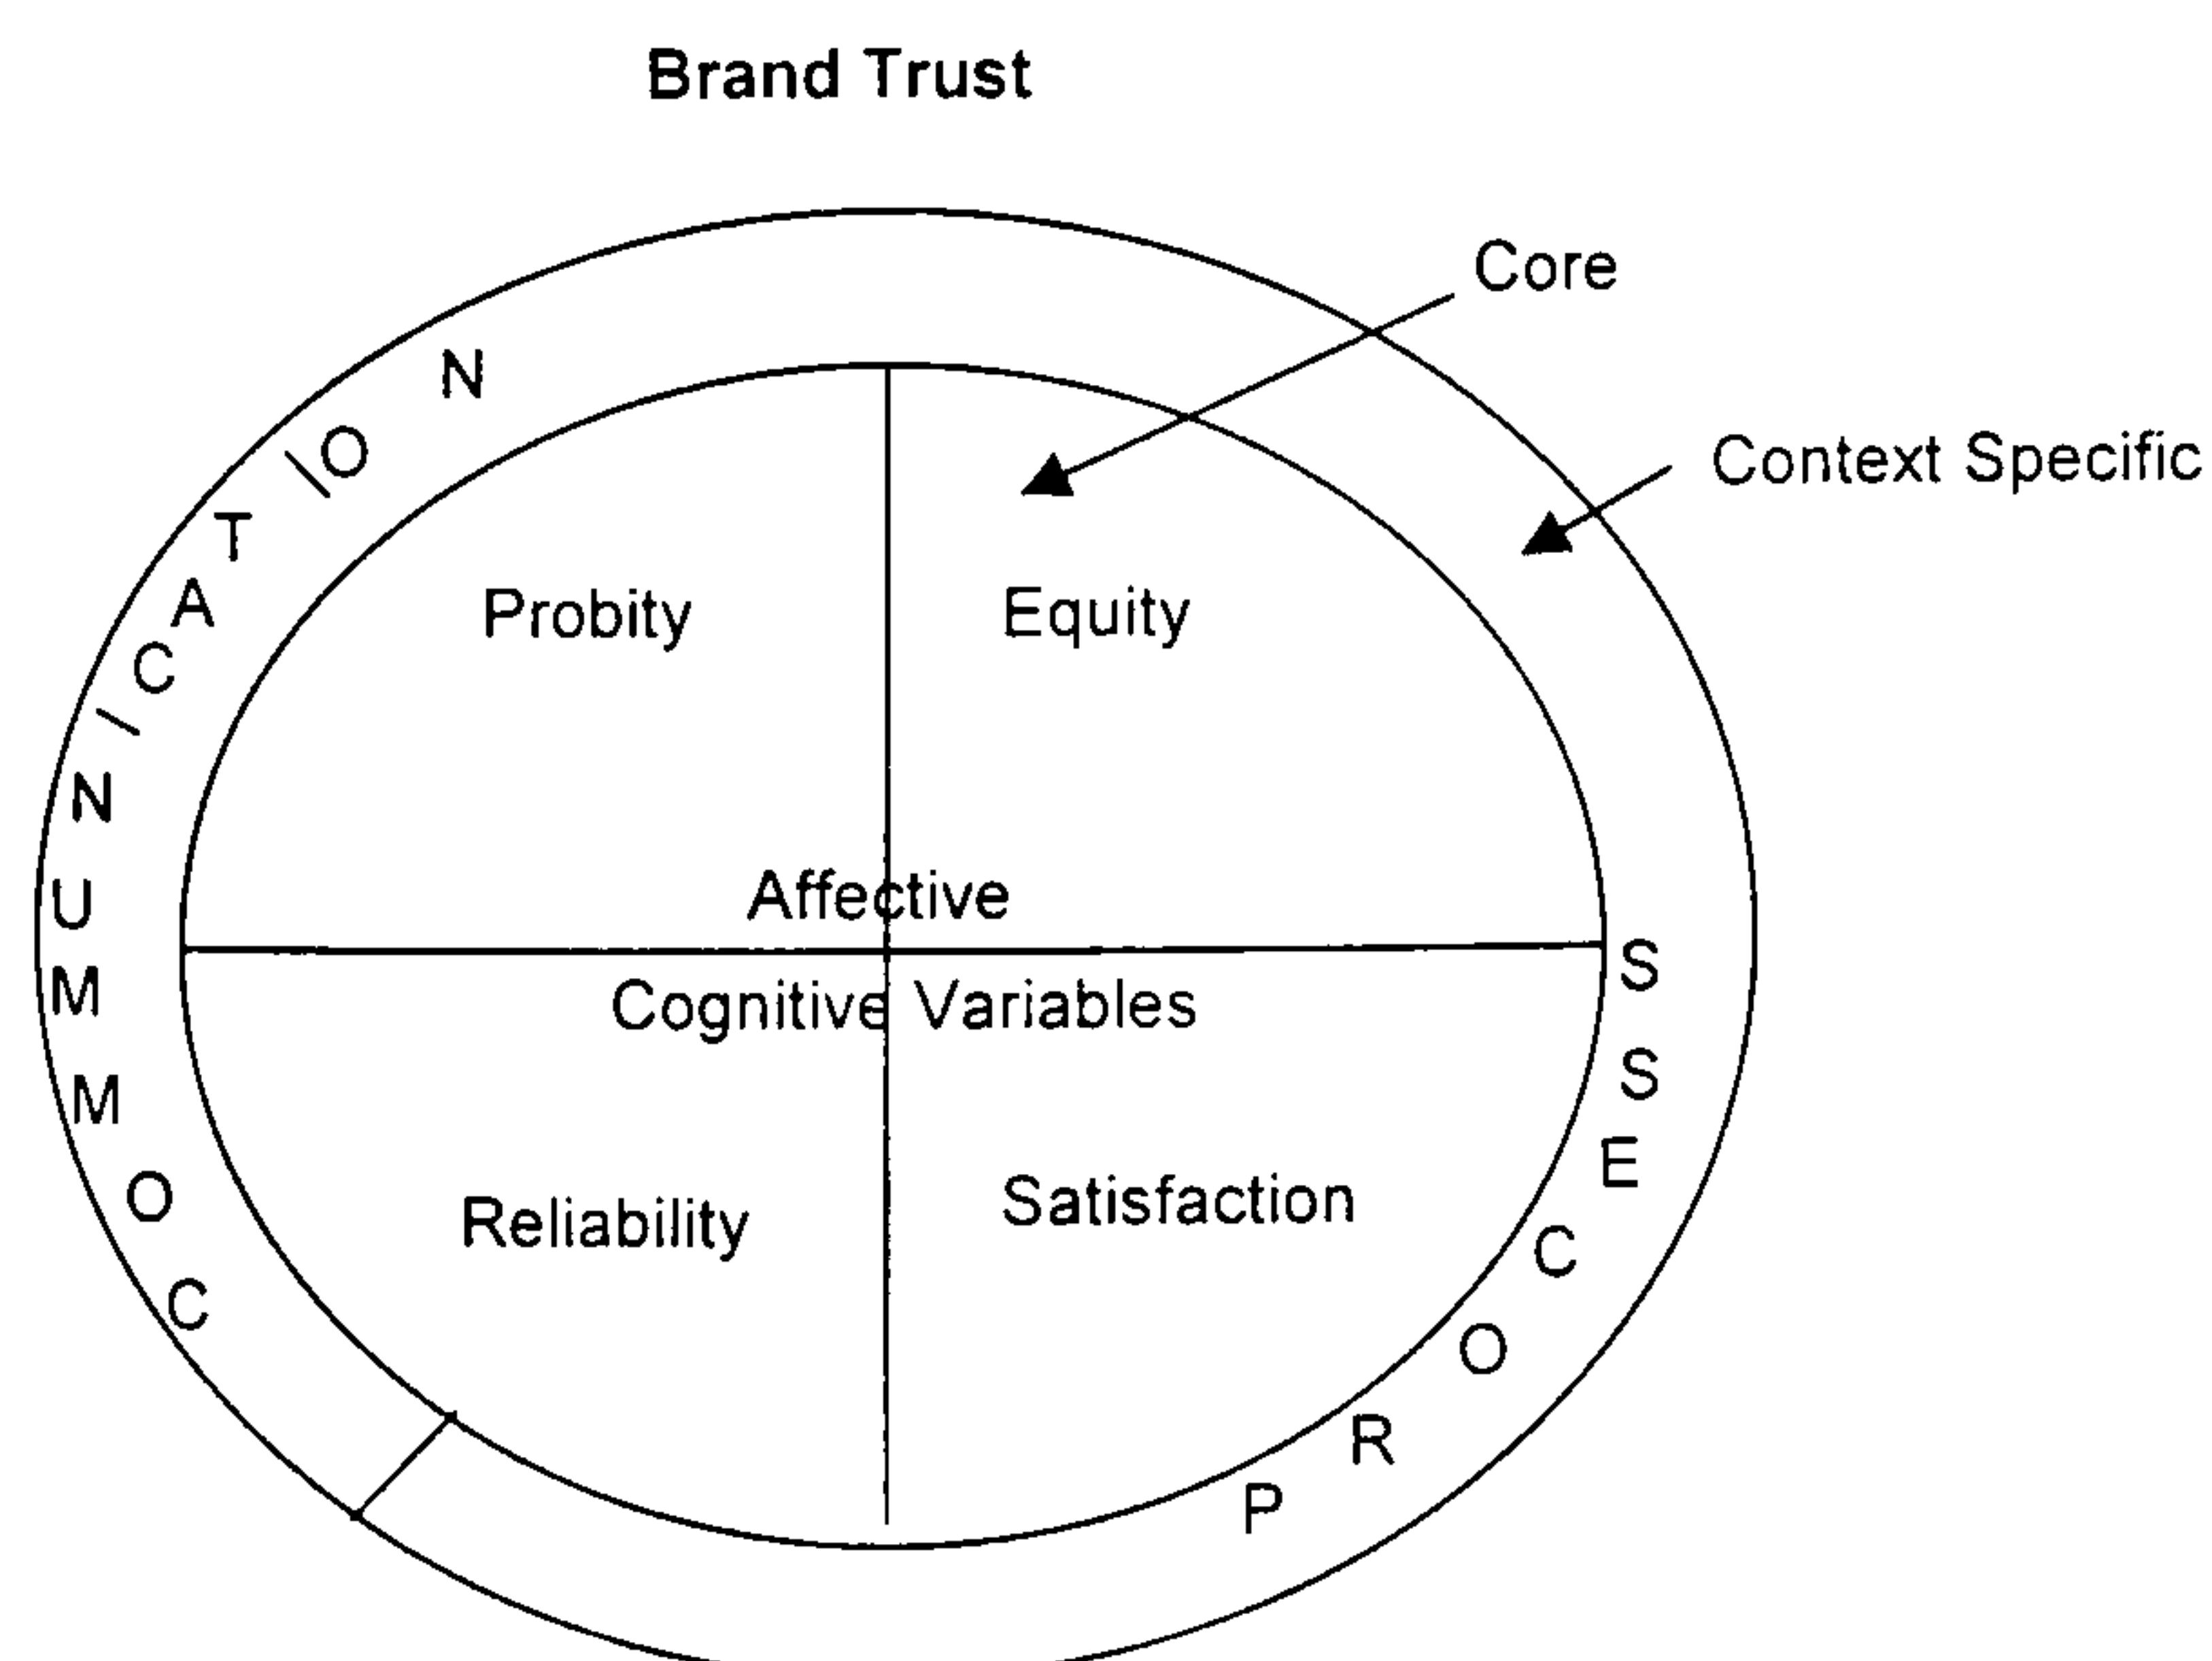 Brand Trust
Core
Context Specific
COMMUNICATION
Probity
Equity
Affective
Cognitive Variables
Reliability
Satisfaction
PROCESS